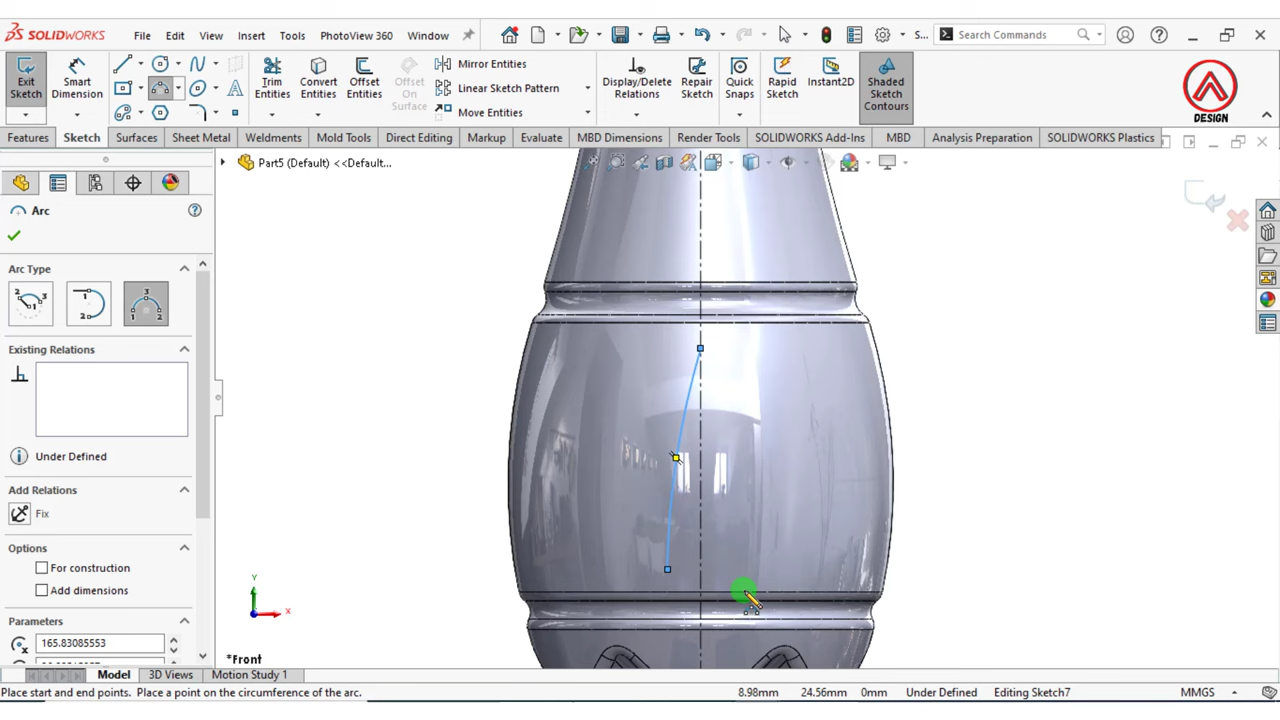 SOLIDWORKS
File Edit View Insert Tools PhotoView 360 Window
S...
Search Commands
Exit Sketch
Smart Dimension
Trim Entities
Convert Entities
Offset Entities
Offset On Surface
Mirror Entities
Linear Sketch Pattern
Move Entities
Display/Delete Relations
Repair Sketch
Quick Snaps
Rapid Sketch
Instant2D
Shaded Sketch Contours
DESIGN
Features Sketch Surfaces Sheet Metal Weldments Mold Tools Direct Editing Markup Evaluate MBD Dimensions Render Tools SOLIDWORKS Add-Ins MBD Analysis Preparation SOLIDWORKS Plastics
Part5 (Default) <<Default...
Arc
Arc Type
Existing Relations
Under Defined
Add Relations
Fix
Options
For construction
Add dimensions
Parameters
165.83085553
Y
X
*Front
Model 3D Views Motion Study 1
Place start and end points. Place a point on the circumference of the arc.
8.98mm 24.56mm 0mm Under Defined Editing Sketch7 MMGS